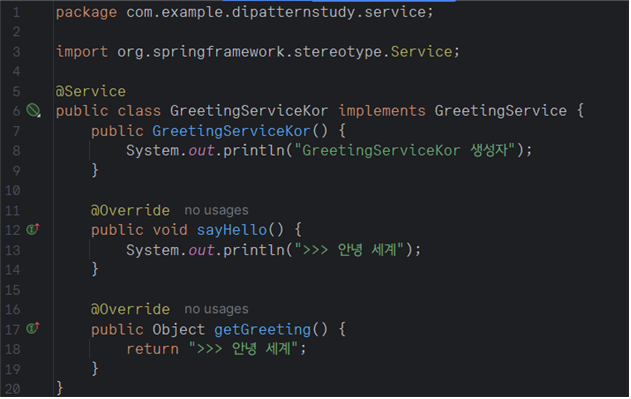 1 package com.example.dipatternstudy.service;
2
3 import org.springframework.stereotype.Service;
4
5 @Service
6 public class GreetingServiceKor implements GreetingService {
7 public GreetingServiceKor() {
8 System.out.println("GreetingServiceKor 생성자");
9 }
10
11 @Override no usages
12 public void sayHello() {
13 System.out.println(">>> 안녕 세계");
14 }
15
16 @Override no usages
17 public Object getGreeting() {
18 return ">>> 안녕 세계";
19 }
20 }